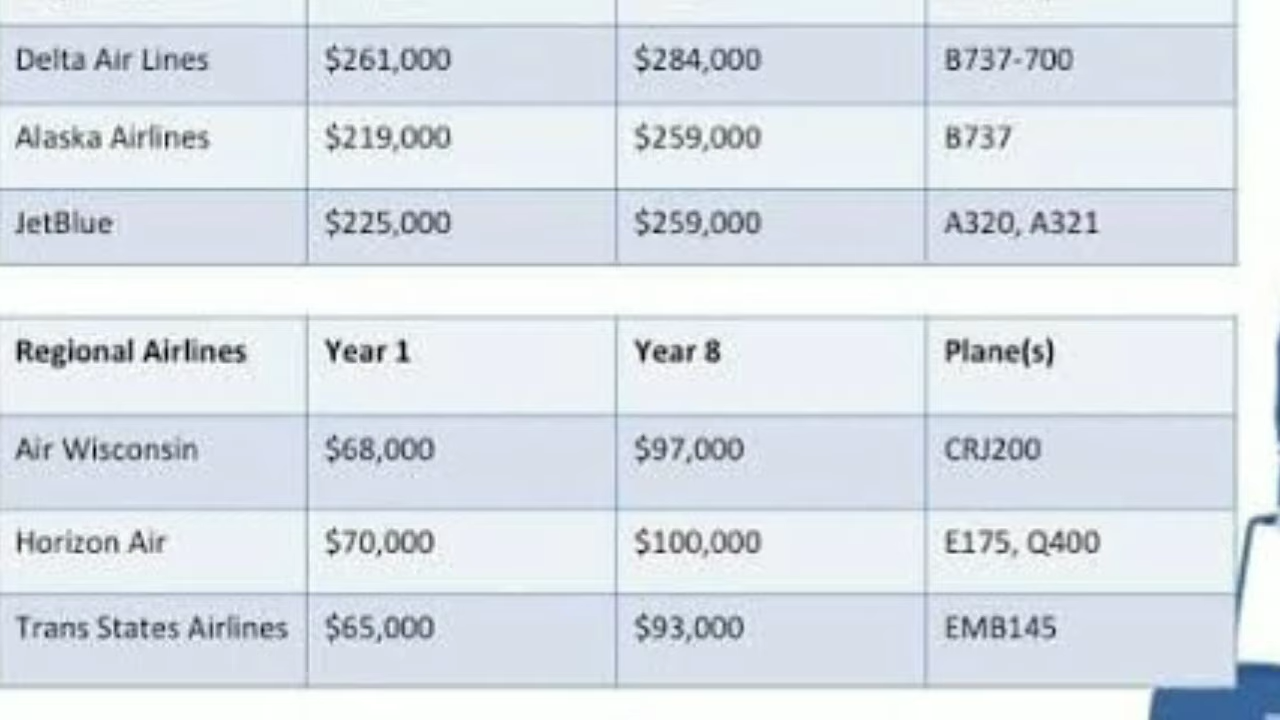 Delta Air Lines $261,000 $284,000 B737-700
Alaska Airlines $219,000 $259,000 B737
JetBlue $225,000 $259,000 A320, A321
Regional Airlines Year 1 Year 8 Plane(s)
Air Wisconsin $68,000 $97,000 CRJ200
Horizon Air $70,000 $100,000 E175, Q400
Trans States Airlines $65,000 $93,000 EMB145